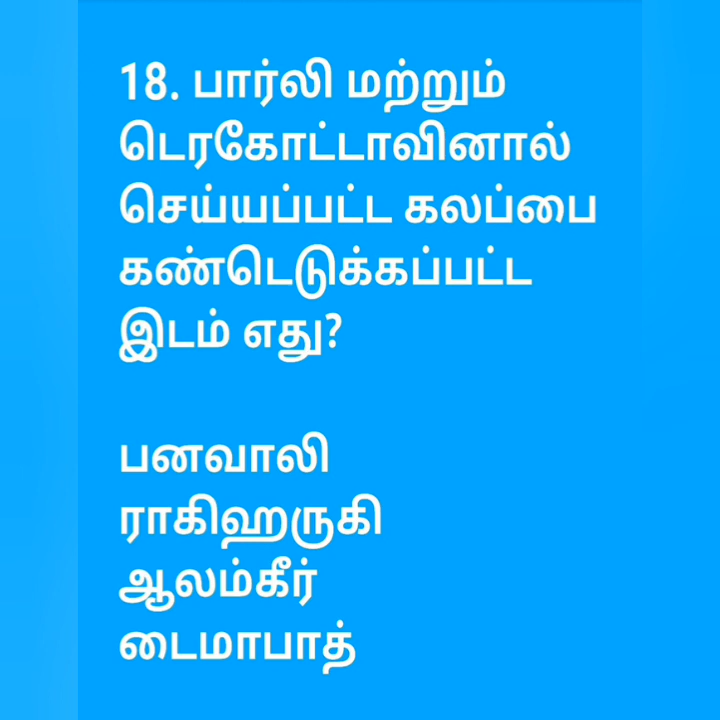 18. பார்லி மற்றும்
டெரகோட்டாவினால்
செய்யப்பட்ட கலப்பை
கண்டெடுக்கப்பட்ட
இடம் எது?
பனவாலி
ராகிஹருகி
ஆலம்கீர்
டைமாபாத்